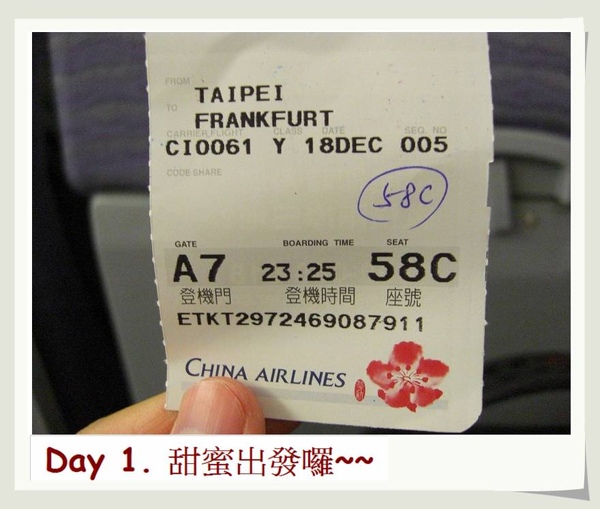 FROM
TAIPEI
TO
FRANKFURT
CARRIER/FLIGHT CLASS DATE SEQ. NO
CI0061 Y 18DEC 005
CODE SHARE
58C
GATE BOARDING TIME SEAT
A7 23:25 58C
登機門 登機時間 座號
ETKT2972469087911
CHINA AIRLINES
Day 1. 甜蜜出發囉~~